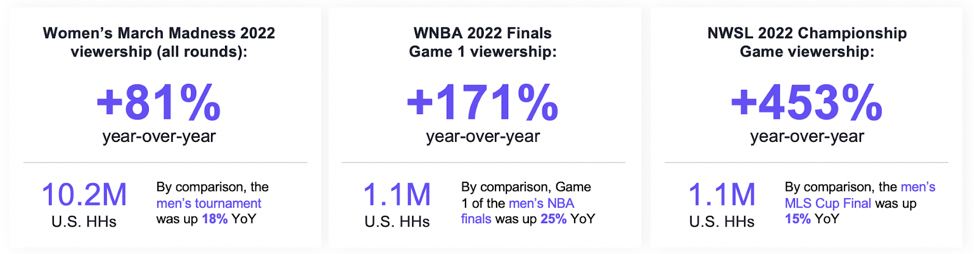 Women's March Madness 2022
viewership (all rounds):
+81%
year-over-year
10.2M
U.S. HHs
By comparison, the
men's tournament
was up 18% YoY
WNBA 2022 Finals
Game 1 viewership:
+171%
year-over-year
1.1M
U.S. HHs
By comparison, Game
1 of the men's NBA
finals was up 25% YoY
NWSL 2022 Championship
Game viewership:
+453%
year-over-year
1.1M
U.S. HHs
By comparison, the men's
MLS Cup Final was up
15% YoY